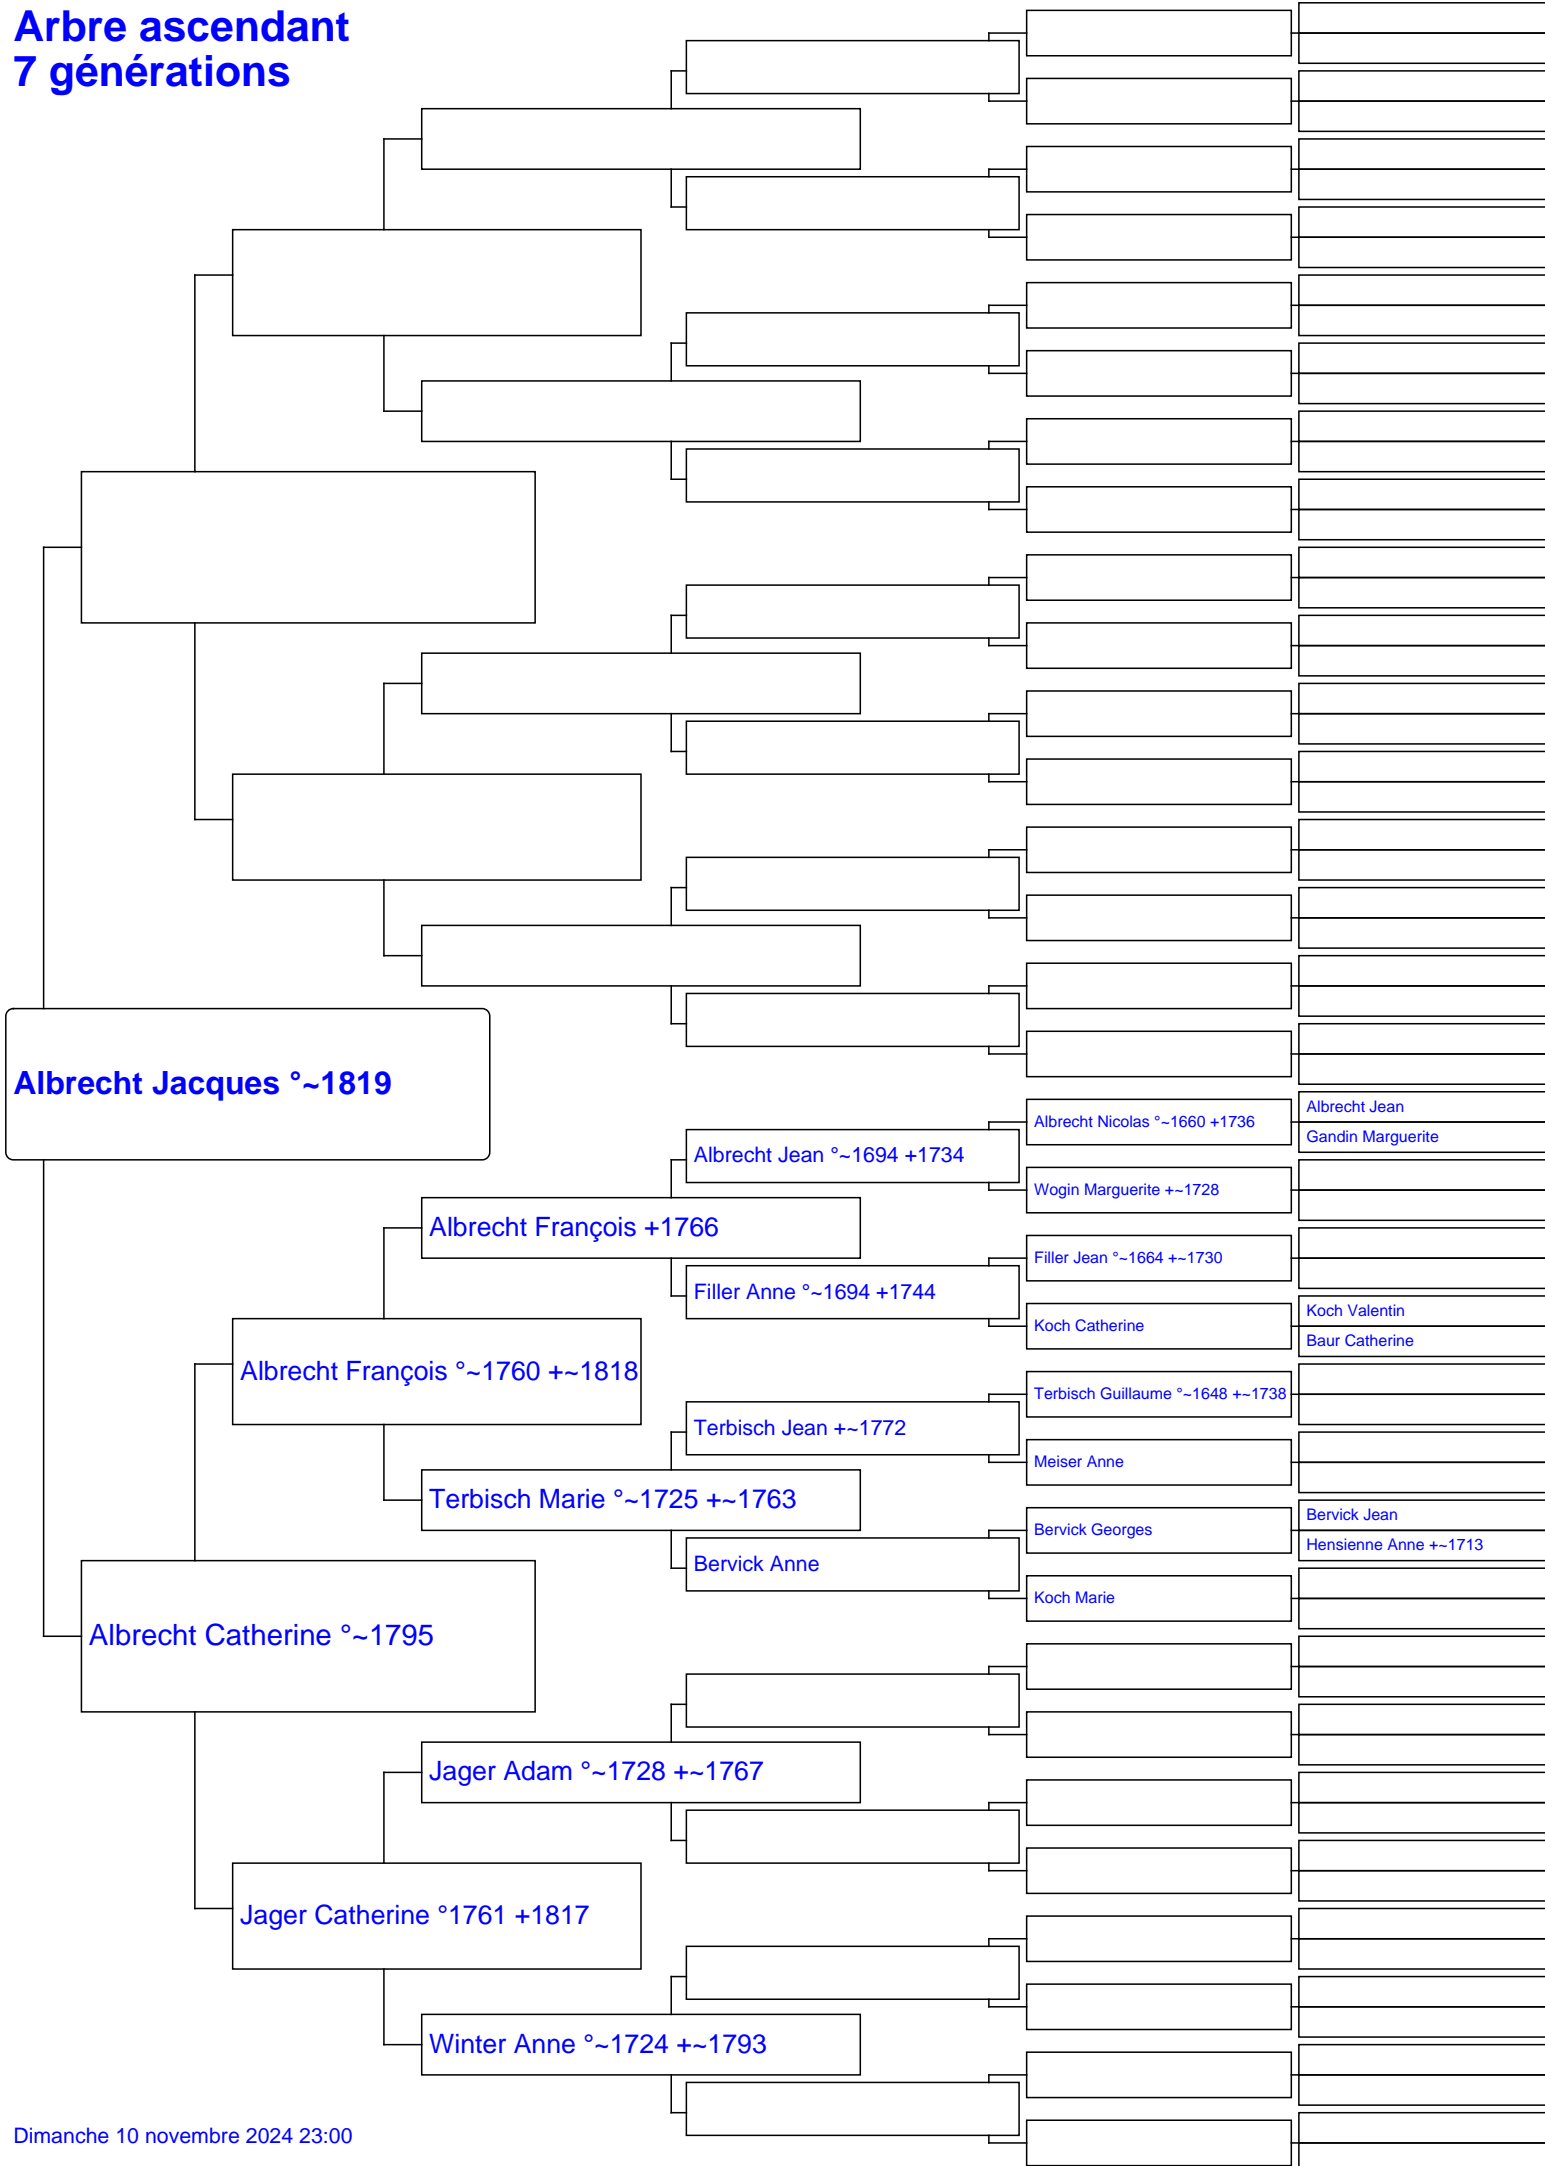 Arbre ascendant
7 générations
Albrecht Jacques °~1819
Albrecht Jean
Albrecht Nicolas °~1660 +1736
Gandin Marguerite
Albrecht Jean °~1694 +1734
Wogin Marguerite +~1728
Albrecht François +1766
Filler Jean °~1664 +~1730
Filler Anne °~1694 +1744
Koch Valentin
Koch Catherine
Baur Catherine
Albrecht François °~1760 +~1818
Terbisch Guillaume °~1648 +~1738
Terbisch Jean +~1772
Meiser Anne
Terbisch Marie °~1725 +~1763
Bervick Jean
Bervick Georges
Hensienne Anne +~1713
Bervick Anne
Koch Marie
Albrecht Catherine °~1795
Jager Adam °~1728 +~1767
Jager Catherine °1761 +1817
Winter Anne °~1724 +~1793
Dimanche 10 novembre 2024 23:00